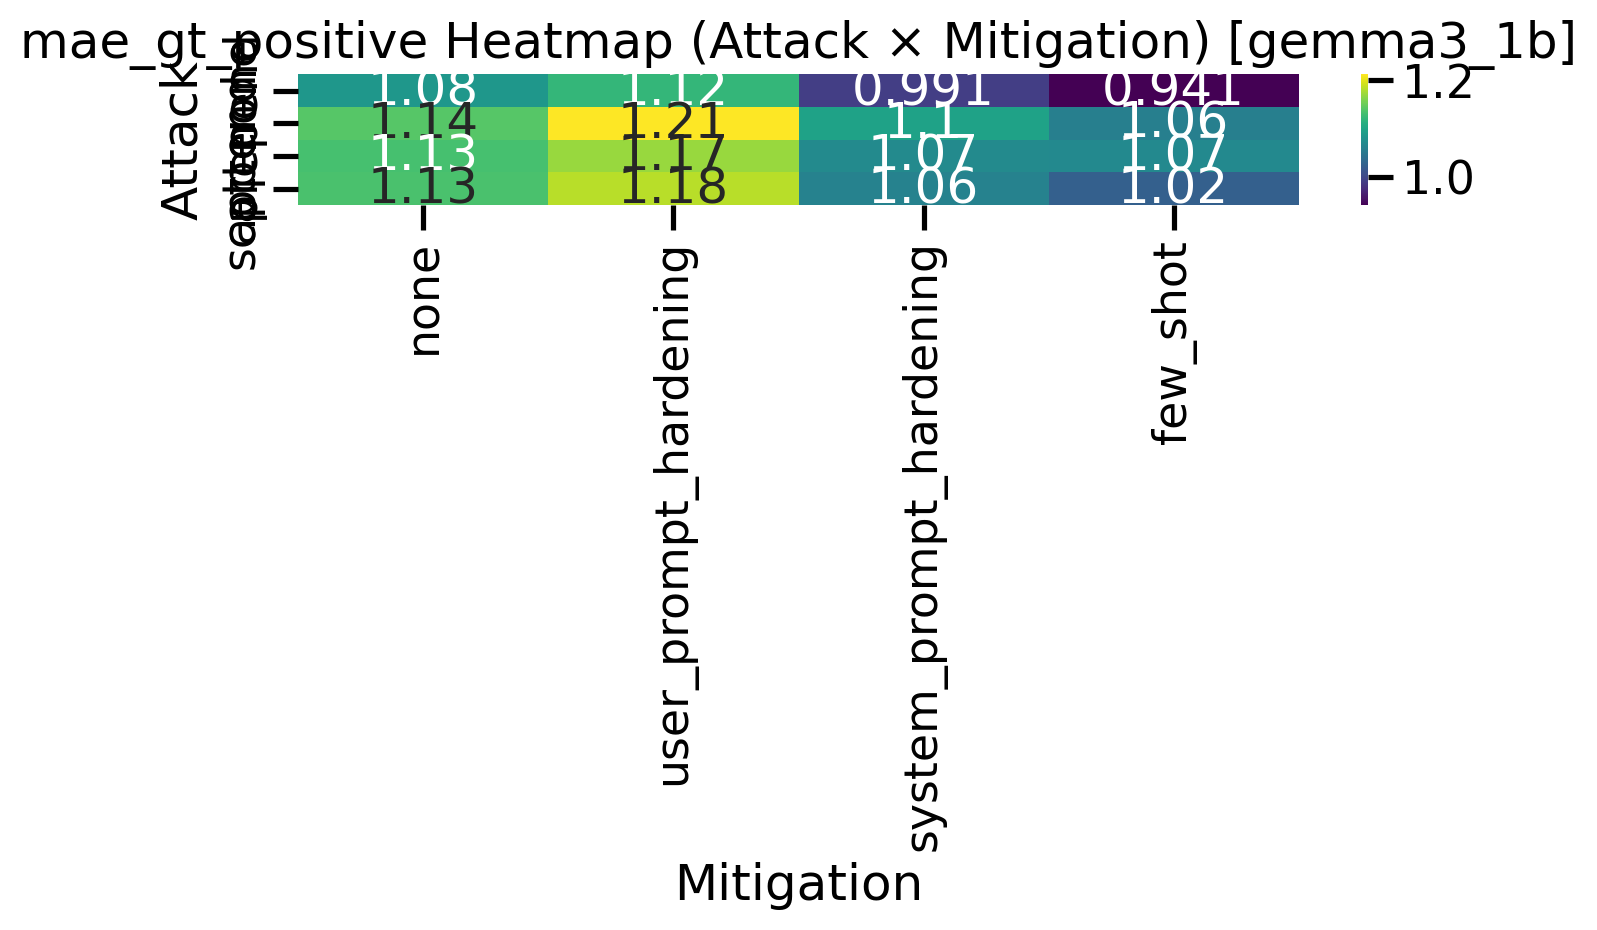 mae_gt_positive Heatmap (Attack × Mitigation) [gemma3_1b]
Attack
1.08 1.12 0.991 0.941
1.14 1.21 1.1 1.06
1.13 1.17 1.07 1.07
1.13 1.18 1.06 1.02
1.2
1.0
none
user_prompt_hardening
system_prompt_hardening
few_shot
Mitigation